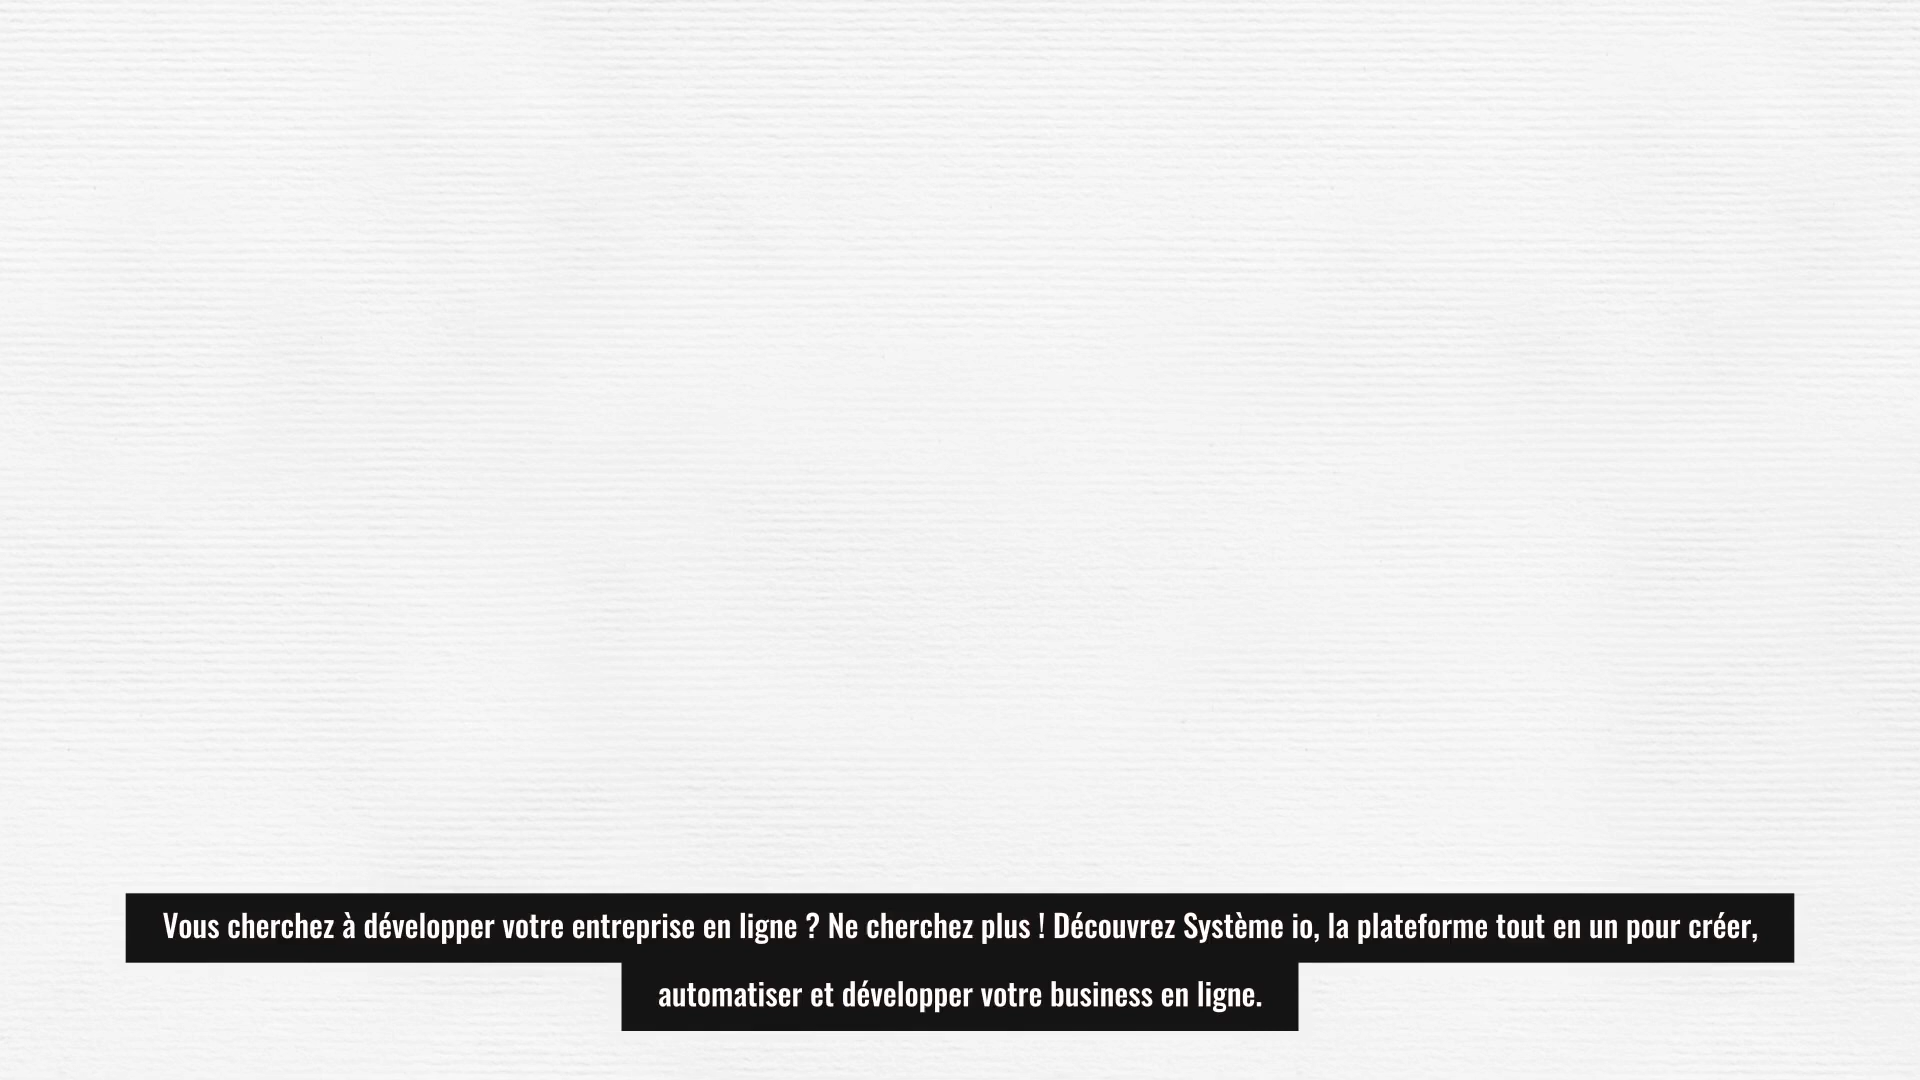 Vous cherchez à développer votre entreprise en ligne ? Ne cherchez plus ! Découvrez Système io, la plateforme tout en un pour créer,
automatiser et développer votre business en ligne.